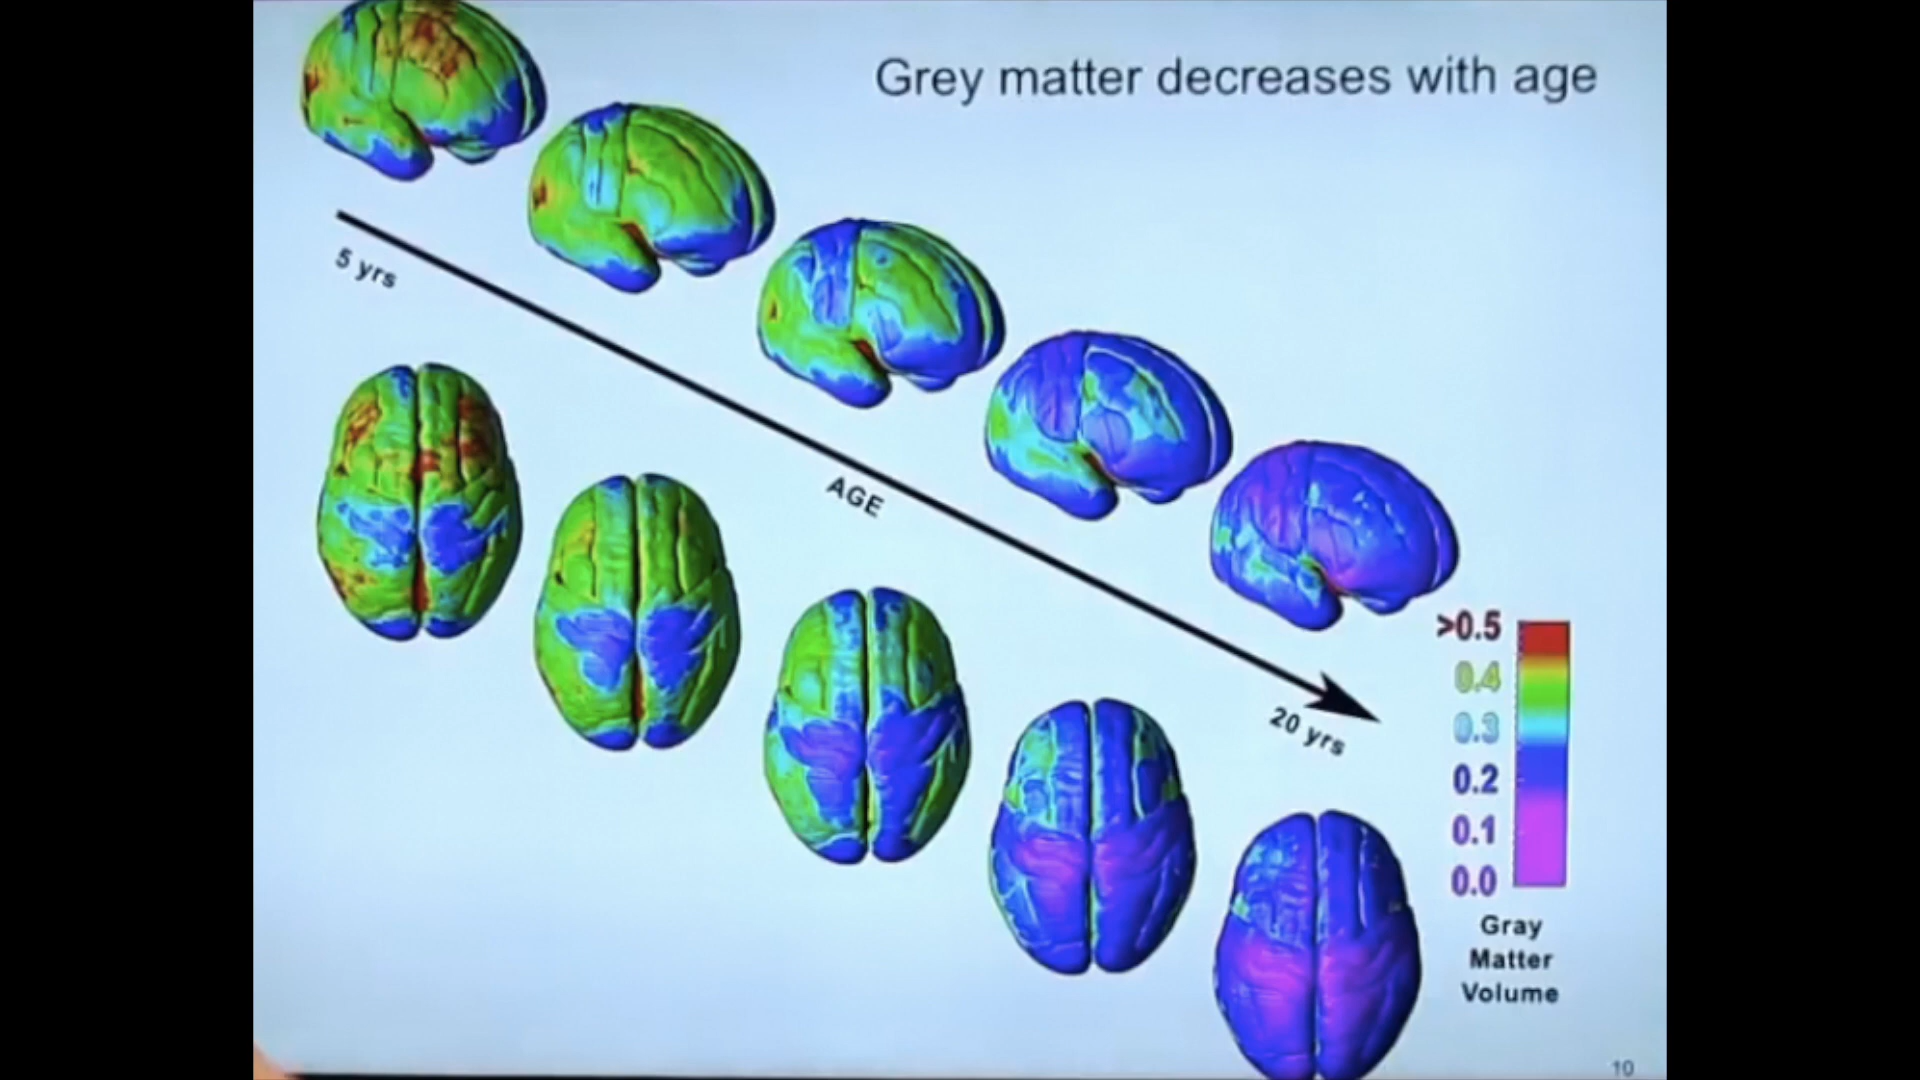 Grey matter decreases with age
5 yrs
AGE
20 yrs
>0.5
0.4
0.3
0.2
0.1
0.0
Gray
Matter
Volume
10